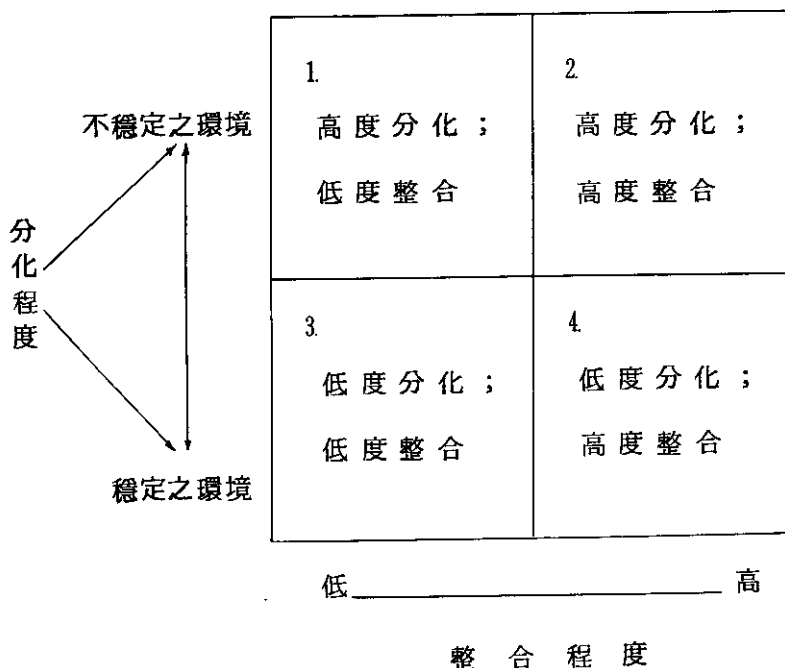 不穩定之環境
分化程度
穩定之環境
1.
高度分化；
低度整合
2.
高度分化；
高度整合
3.
低度分化；
低度整合
4.
低度分化；
高度整合
低 高
整合程度